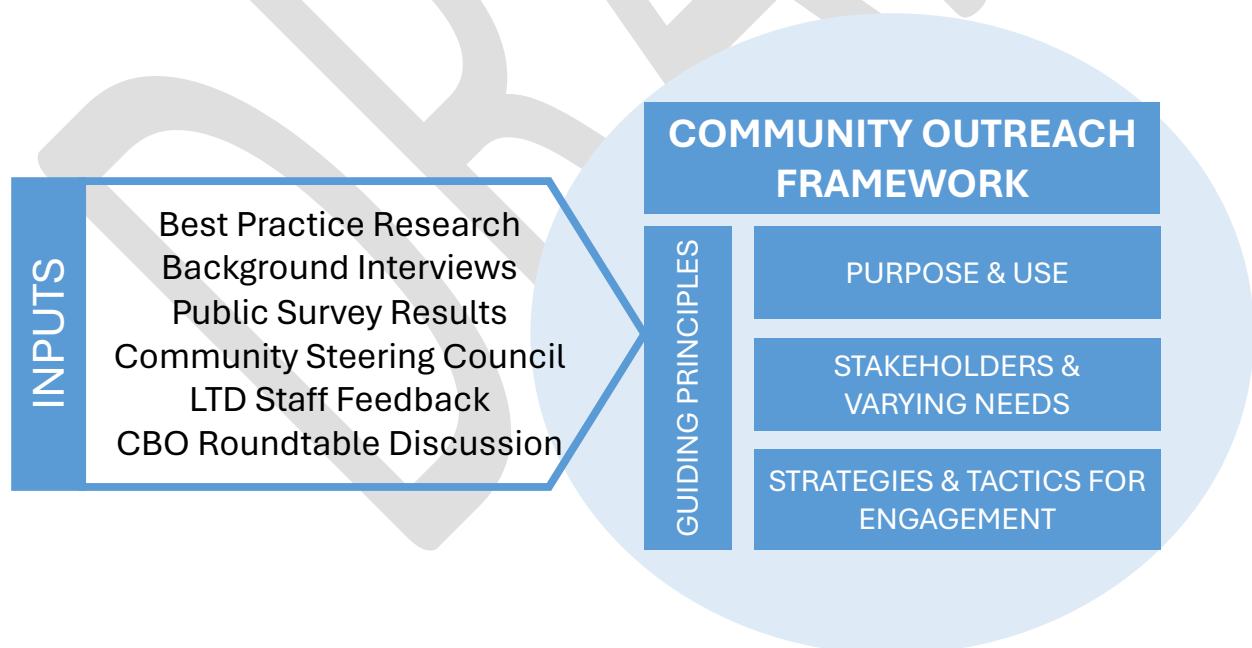 INPUTS
Best Practice Research
Background Interviews
Public Survey Results
Community Steering Council
LTD Staff Feedback
CBO Roundtable Discussion
COMMUNITY OUTREACH
FRAMEWORK
GUIDING PRINCIPLES
PURPOSE & USE
STAKEHOLDERS &
VARYING NEEDS
STRATEGIES & TACTICS FOR
ENGAGEMENT